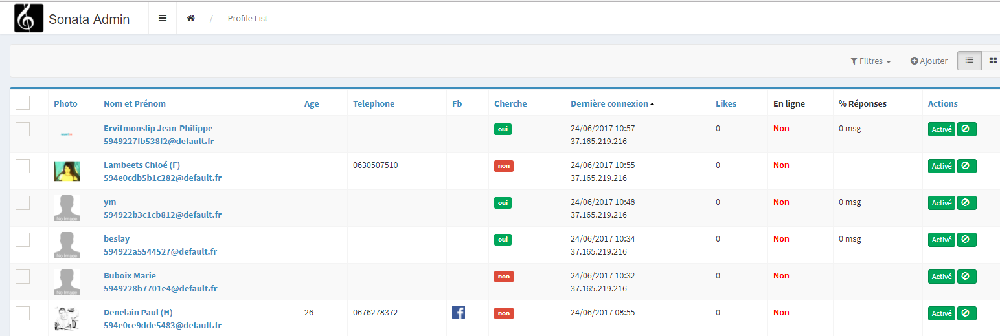 Sonata Admin
Profile List
Filtres
Ajouter
Photo Nom et Prénom Age Telephone Fb Cherche Dernière connexion Likes En ligne % Réponses Actions
Ervitmonslip Jean-Philippe oui 24/06/2017 10:57 0 Non 0 msg Activé
5949227fb538f2@default.fr 37.165.219.216
Lambeets Chloé (F) 0630507510 non 24/06/2017 10:55 0 Non Activé
594e0cdb5b1c282@default.fr 37.165.219.216
ym oui 24/06/2017 10:48 0 Non 0 msg Activé
594922b3c1cb812@default.fr 37.165.219.216
No Image
beslay oui 24/06/2017 10:34 0 Non 0 msg Activé
594922a5544527@default.fr 37.165.219.216
No Image
Buboix Marie non 24/06/2017 10:32 0 Non Activé
5949228b7701e4@default.fr 37.165.219.216
No Image
Denelain Paul (H) 26 0676278372 f non 24/06/2017 08:55 0 Non Activé
594e0ce9dde5483@default.fr